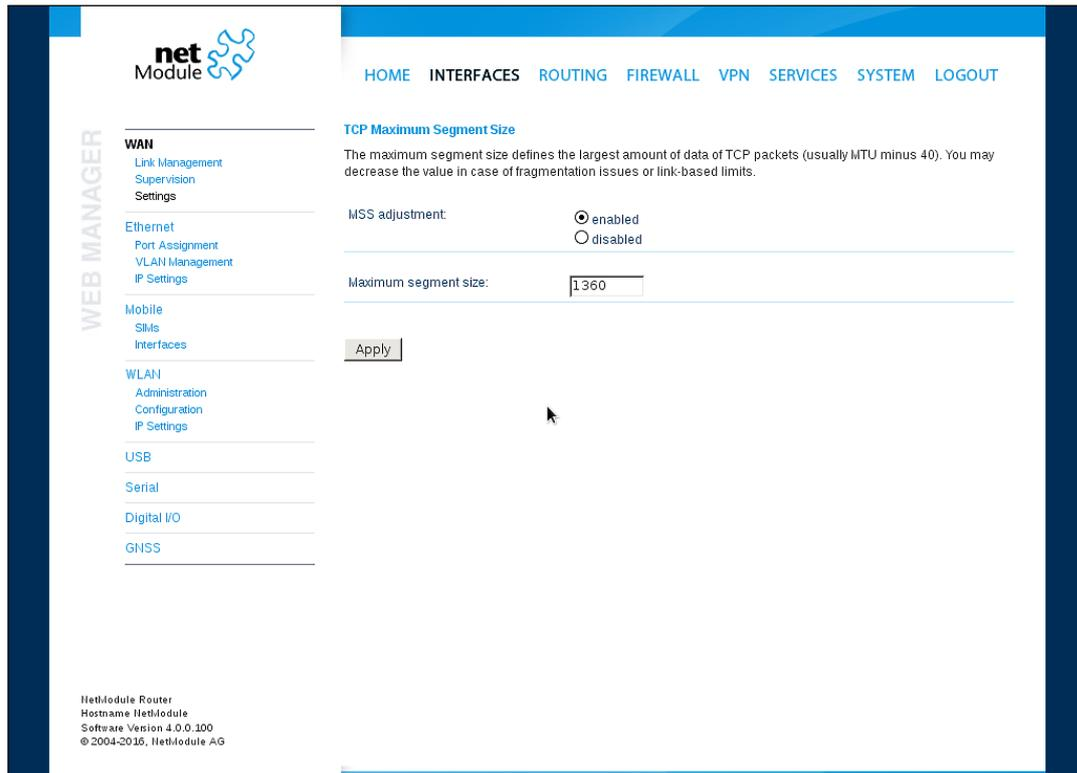 net
Module
HOME INTERFACES ROUTING FIREWALL VPN SERVICES SYSTEM LOGOUT
WEB MANAGER
WAN
Link Management
Supervision
Settings
Ethernet
Port Assignment
VLAN Management
IP Settings
Mobile
SIMs
Interfaces
WLAN
Administration
Configuration
IP Settings
USB
Serial
Digital I/O
GNSS
TCP Maximum Segment Size
The maximum segment size defines the largest amount of data of TCP packets (usually MTU minus 40). You may
decrease the value in case of fragmentation issues or link-based limits.
MSS adjustment:
enabled
disabled
Maximum segment size: 1360
Apply
NetModule Router
Hostname NetModule
Software Version 4.0.0.100
© 2004-2016, NetModule AG